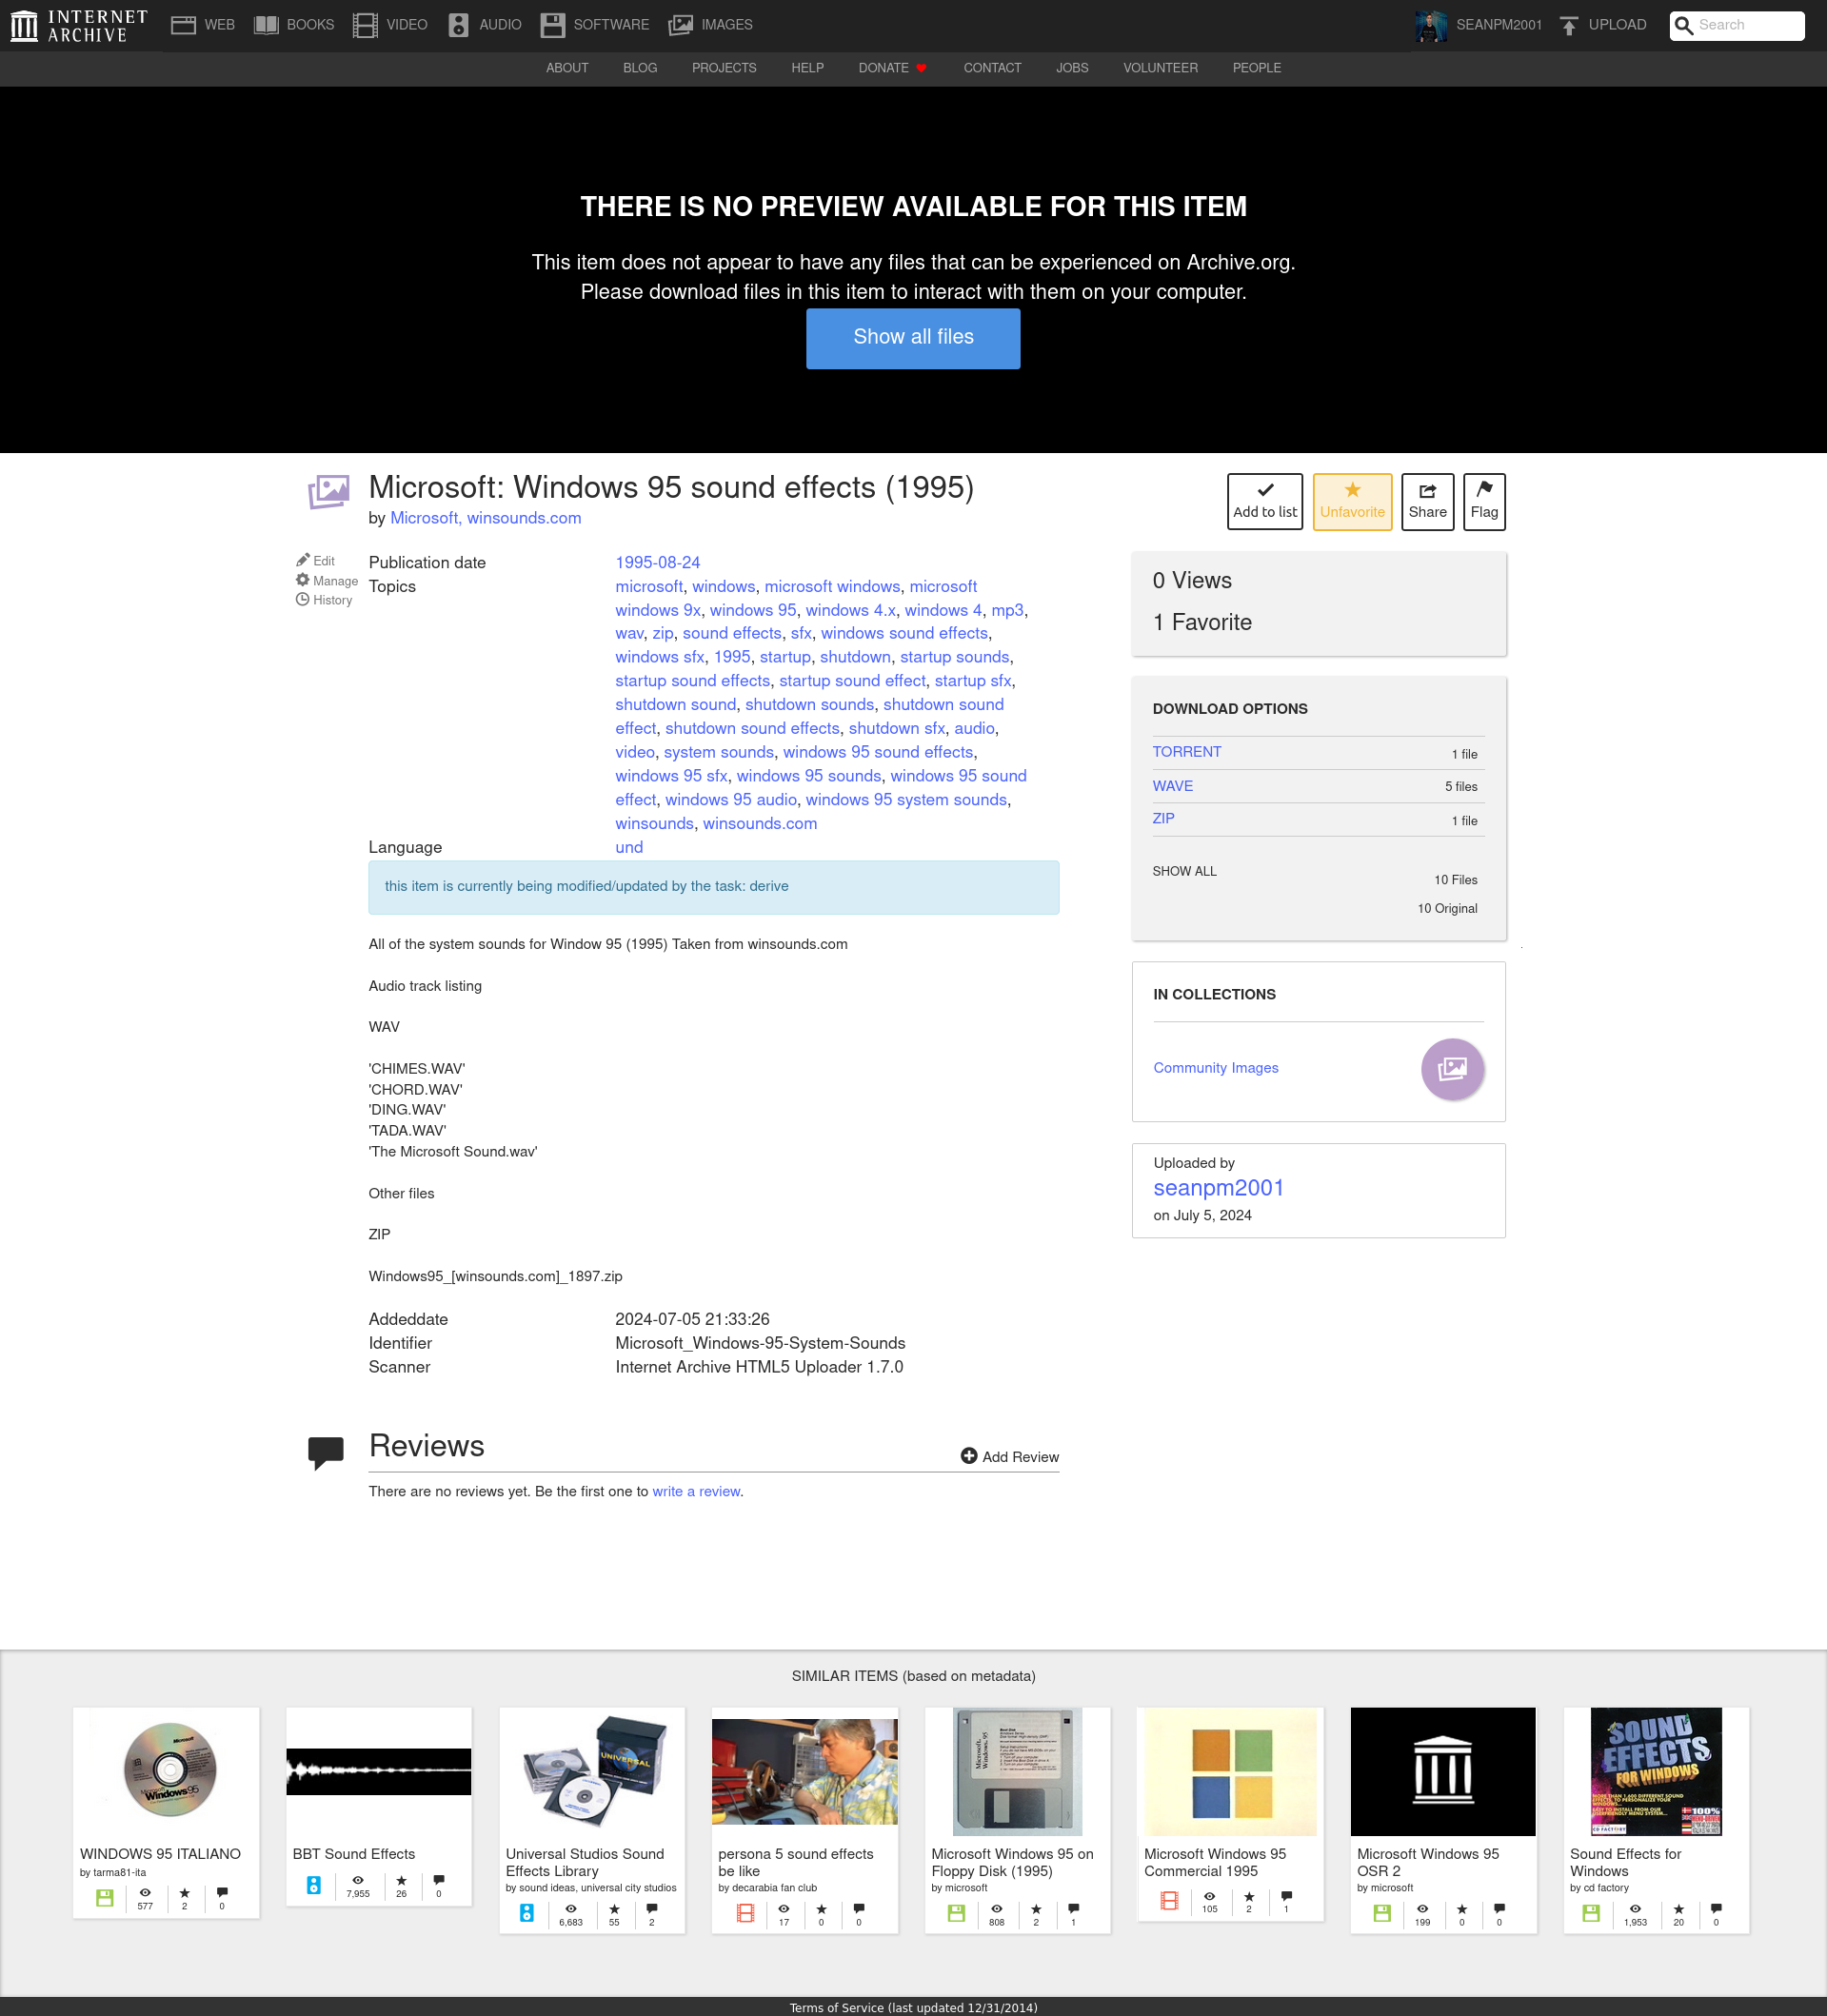 INTERNET ARCHIVE
WEB BOOKS VIDEO AUDIO SOFTWARE IMAGES SEANPM2001 UPLOAD Search
ABOUT BLOG PROJECTS HELP DONATE CONTACT JOBS VOLUNTEER PEOPLE
THERE IS NO PREVIEW AVAILABLE FOR THIS ITEM
This item does not appear to have any files that can be experienced on Archive.org.
Please download files in this item to interact with them on your computer.
Show all files
Microsoft: Windows 95 sound effects (1995)
by Microsoft, winsounds.com
Add to list Unfavorite Share Flag
Edit
Manage
History
Publication date 1995-08-24
Topics microsoft, windows, microsoft windows, microsoft
windows 9x, windows 95, windows 4.x, windows 4, mp3,
wav, zip, sound effects, sfx, windows sound effects,
windows sfx, 1995, startup, shutdown, startup sounds,
startup sound effects, startup sound effect, startup sfx,
shutdown sound, shutdown sounds, shutdown sound
effect, shutdown sound effects, shutdown sfx, audio,
video, system sounds, windows 95 sound effects,
windows 95 sfx, windows 95 sounds, windows 95 sound
effect, windows 95 audio, windows 95 system sounds,
winsounds, winsounds.com
Language und
this item is currently being modified/updated by the task: derive
All of the system sounds for Window 95 (1995) Taken from winsounds.com
Audio track listing
WAV
'CHIMES.WAV'
'CHORD.WAV'
'DING.WAV'
'TADA.WAV'
'The Microsoft Sound.wav'
Other files
ZIP
Windows95_[winsounds.com]_1897.zip
Addeddate 2024-07-05 21:33:26
Identifier Microsoft_Windows-95-System-Sounds
Scanner Internet Archive HTML5 Uploader 1.7.0
0 Views
1 Favorite
DOWNLOAD OPTIONS
TORRENT 1 file
WAVE 5 files
ZIP 1 file
SHOW ALL 10 Files
10 Original
IN COLLECTIONS
Community Images
Uploaded by
seanpm2001
on July 5, 2024
Reviews
Add Review
There are no reviews yet. Be the first one to write a review.
SIMILAR ITEMS (based on metadata)
Microsoft
Windows 95
WINDOWS 95 ITALIANO
by tarma81-ita
577 2 0
BBT Sound Effects
7,955 26 0
UNIVERSAL
Universal Studios Sound
Effects Library
by sound ideas, universal city studios
6,683 55 2
persona 5 sound effects
be like
by decarabia fan club
17 0 0
Microsoft Windows 95
Microsoft Windows 95 on
Floppy Disk (1995)
by microsoft
808 2 1
Microsoft Windows 95
Commercial 1995
105 2 1
Microsoft Windows 95
OSR 2
by microsoft
199 0 0
SOUND
EFFECTS
FOR WINDOWS
100%
CD FACTORY
Sound Effects for
Windows
by cd factory
1,953 20 0
Terms of Service (last updated 12/31/2014)